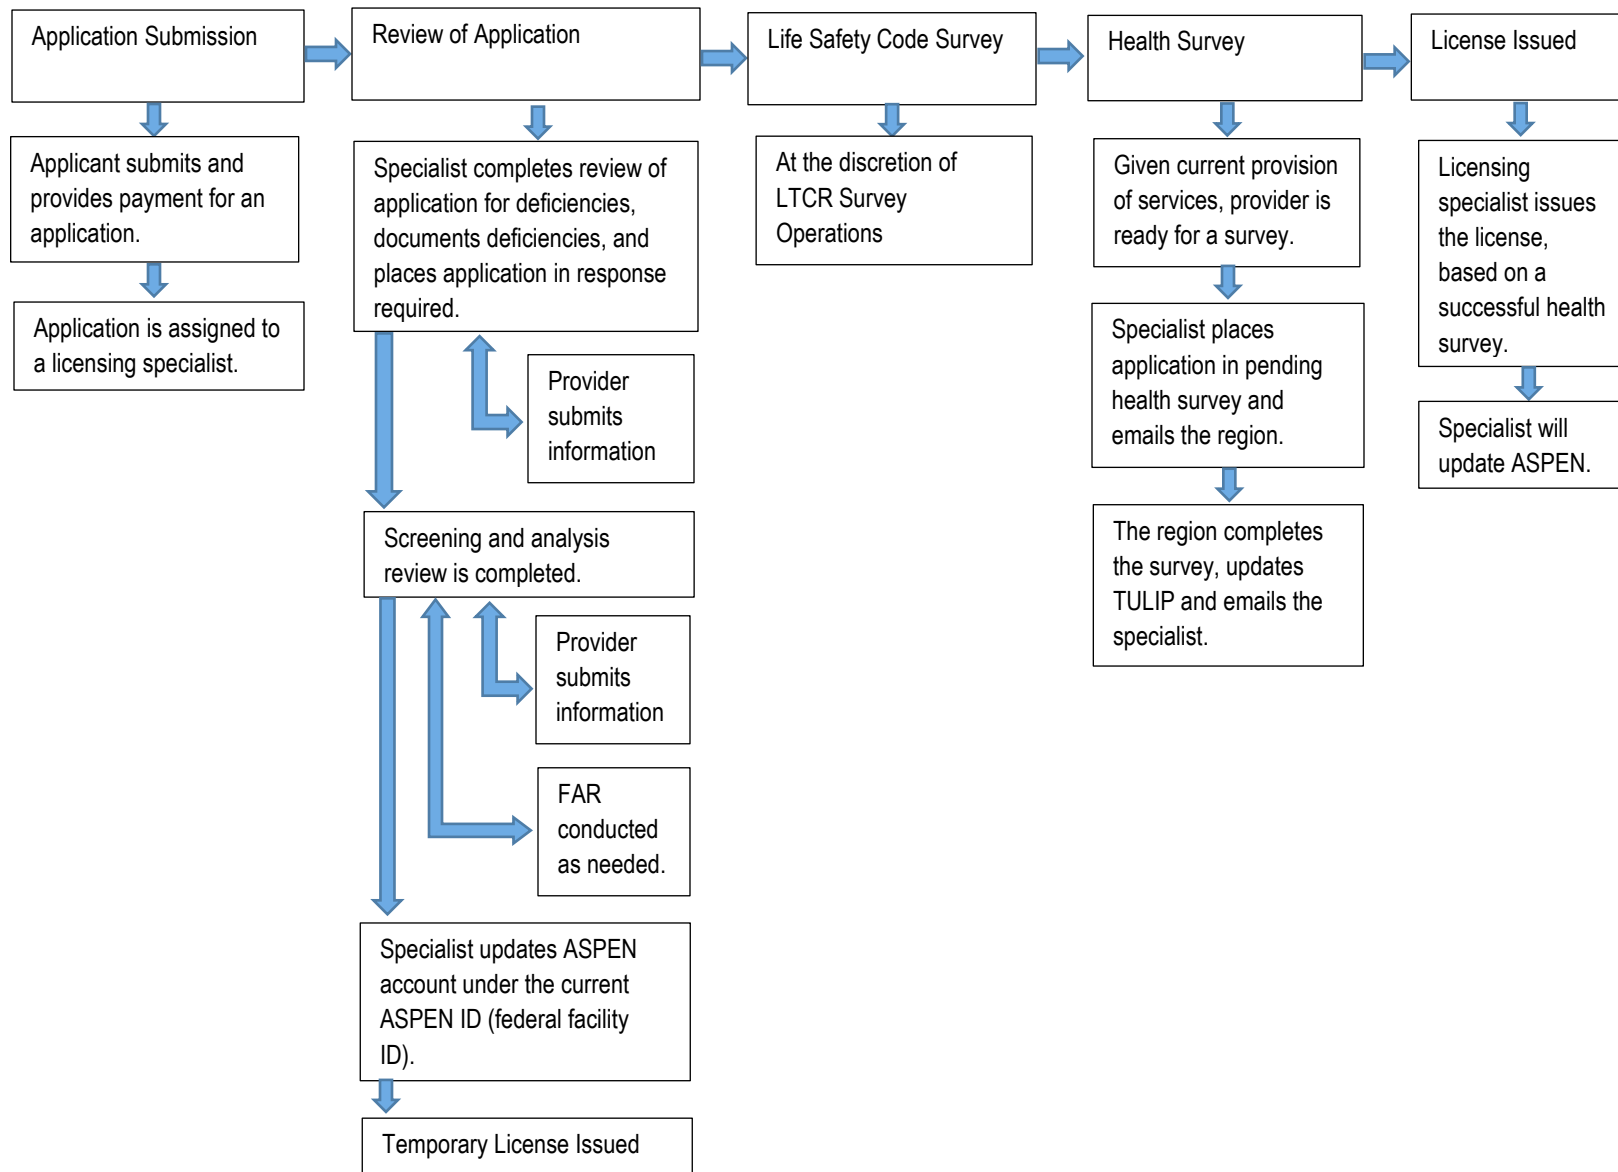 Application Submission
Review of Application
Life Safety Code Survey
Health Survey
License Issued
Applicant submits and
provides payment for an
application.
Application is assigned to
a licensing specialist.
Specialist completes review of
application for deficiencies,
documents deficiencies, and
places application in response
required.
Provider
submits
information
Screening and analysis
review is completed.
Provider
submits
information
FAR
conducted
as needed.
Specialist updates ASPEN
account under the current
ASPEN ID (federal facility
ID).
Temporary License Issued
At the discretion of
LTCR Survey
Operations
Given current provision
of services, provider is
ready for a survey.
Specialist places
application in pending
health survey and
emails the region.
The region completes
the survey, updates
TULIP and emails the
specialist.
Licensing
specialist issues
the license,
based on a
successful health
survey.
Specialist will
update ASPEN.